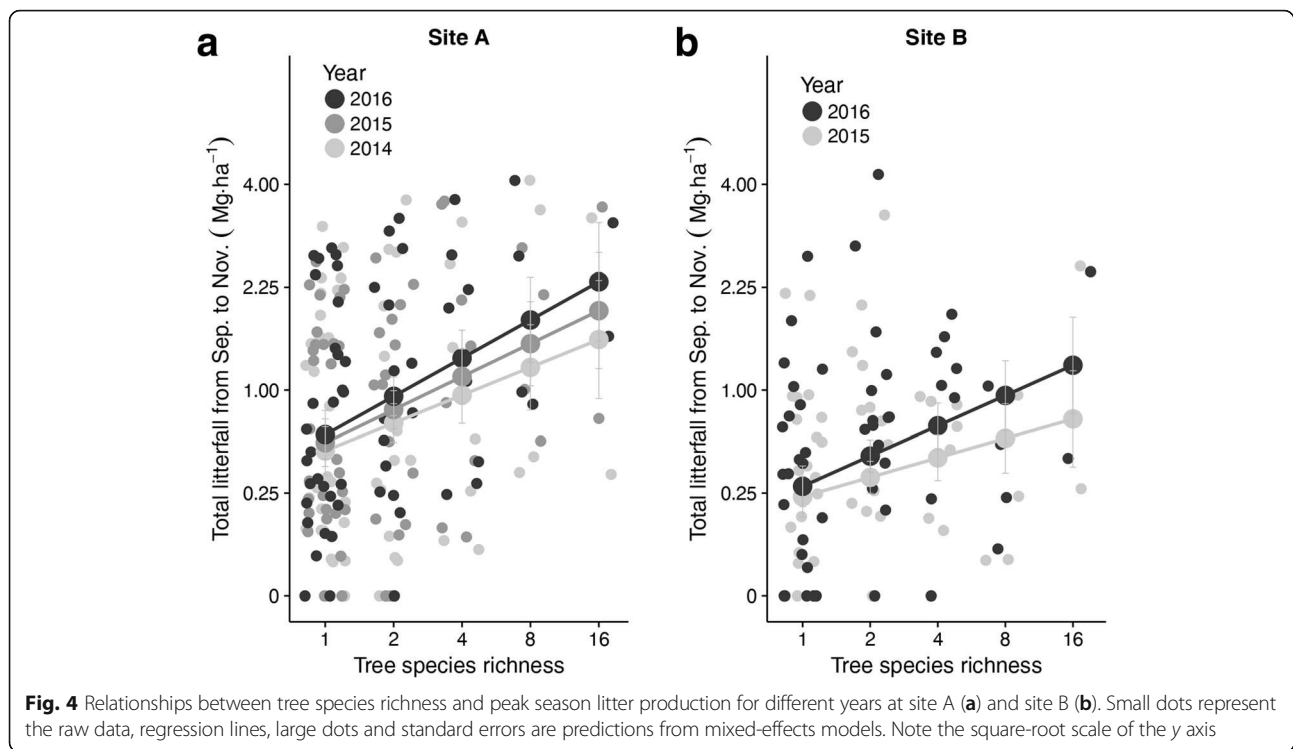 a
Site A
Year
2016
2015
2014
Total litterfall from Sep. to Nov. ( Mg·ha⁻¹)
4.00
2.25
1.00
0.25
0
1 2 4 8 16
Tree species richness
b
Site B
Year
2016
2015
Total litterfall from Sep. to Nov. ( Mg·ha⁻¹)
4.00
2.25
1.00
0.25
0
1 2 4 8 16
Tree species richness
Fig. 4 Relationships between tree species richness and peak season litter production for different years at site A (a) and site B (b). Small dots represent
the raw data, regression lines, large dots and standard errors are predictions from mixed-effects models. Note the square-root scale of the y axis